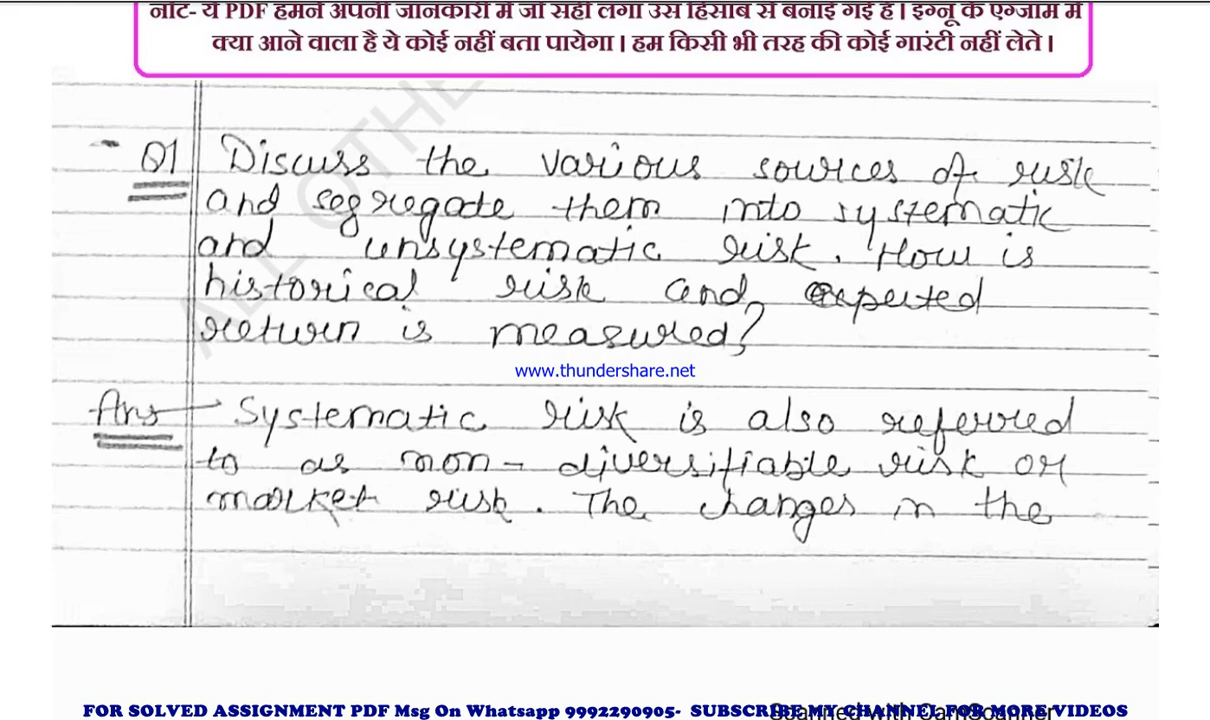 नोट- ये PDF हमने अपनी जानकारी में जो सही लगा उस हिसाब से बनाई गई है। इग्नू के एग्जाम में
क्या आने वाला है ये कोई नहीं बता पायेगा। हम किसी भी तरह की कोई गारंटी नहीं लेते।
Q1 Discuss the various sources of risk
and segregate them into systematic
and unsystematic risk. How is
historical risk and expected
return is measured?
www.thundershare.net
Ans Systematic risk is also referred
to as non-diversifiable risk or
market risk. The changes in the
FOR SOLVED ASSIGNMENT PDF Msg On Whatsapp 9992290905- SUBSCRIBE MY CHANNEL FOR MORE VIDEOS
Scanned with CamScanner